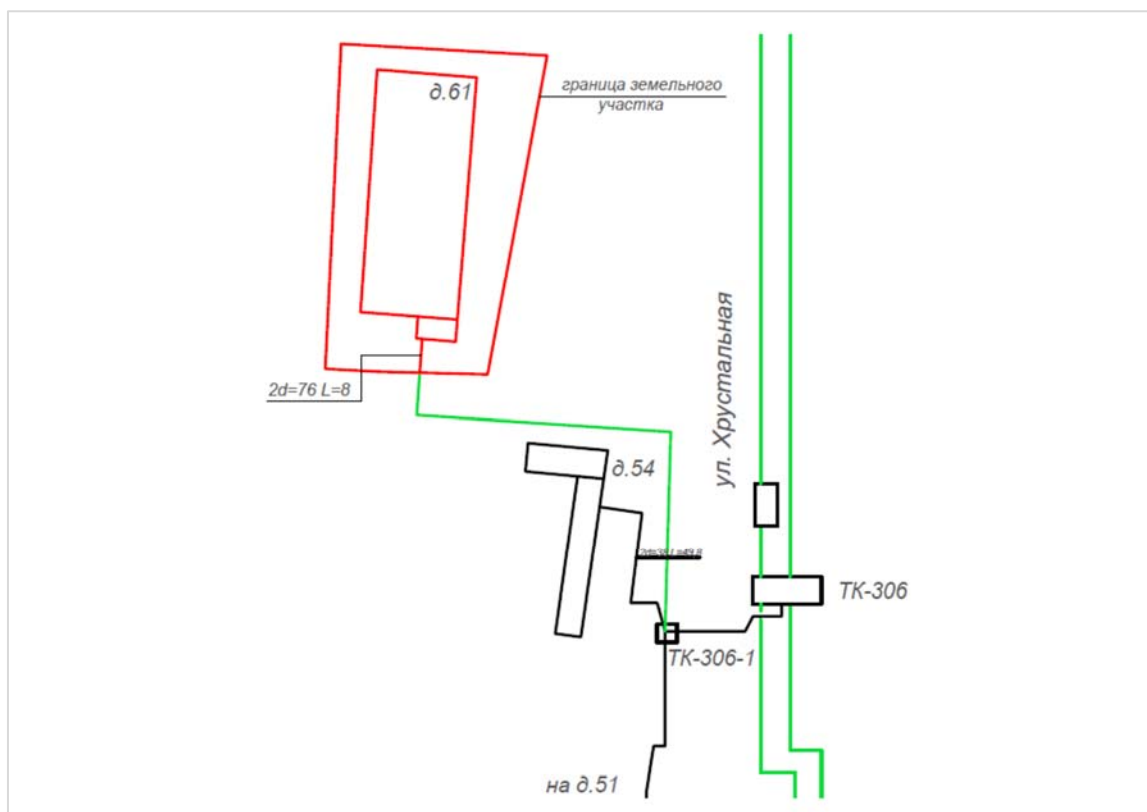 д.61
граница земельного
участка
2d=76 L=8
ул. Хрустальная
д.54
ТК-306
ТК-306-1
на д.51